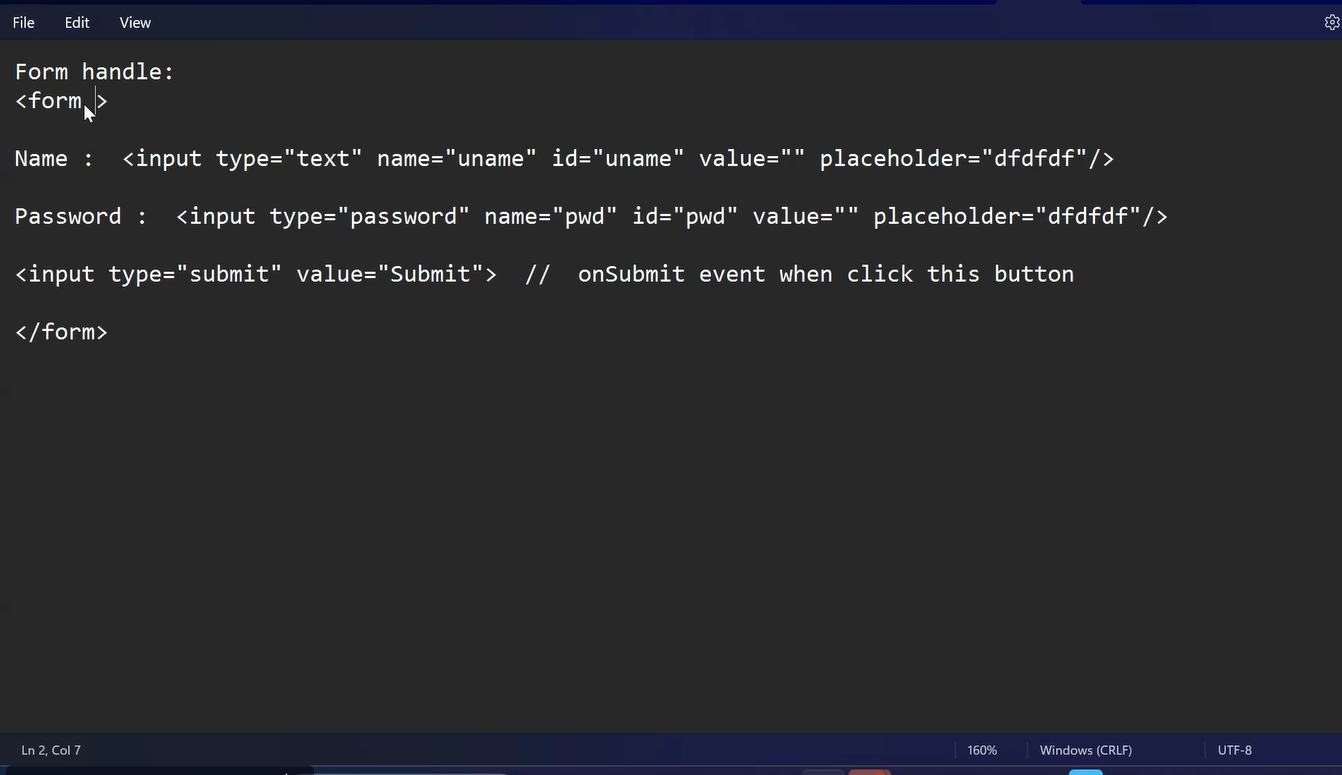 File Edit View
Form handle:
<form >
Name :  <input type="text" name="uname" id="uname" value="" placeholder="dfdfdf"/>
Password :  <input type="password" name="pwd" id="pwd" value="" placeholder="dfdfdf"/>
<input type="submit" value="Submit">  //  onSubmit event when click this button
</form>
Ln 2, Col 7 160% Windows (CRLF) UTF-8